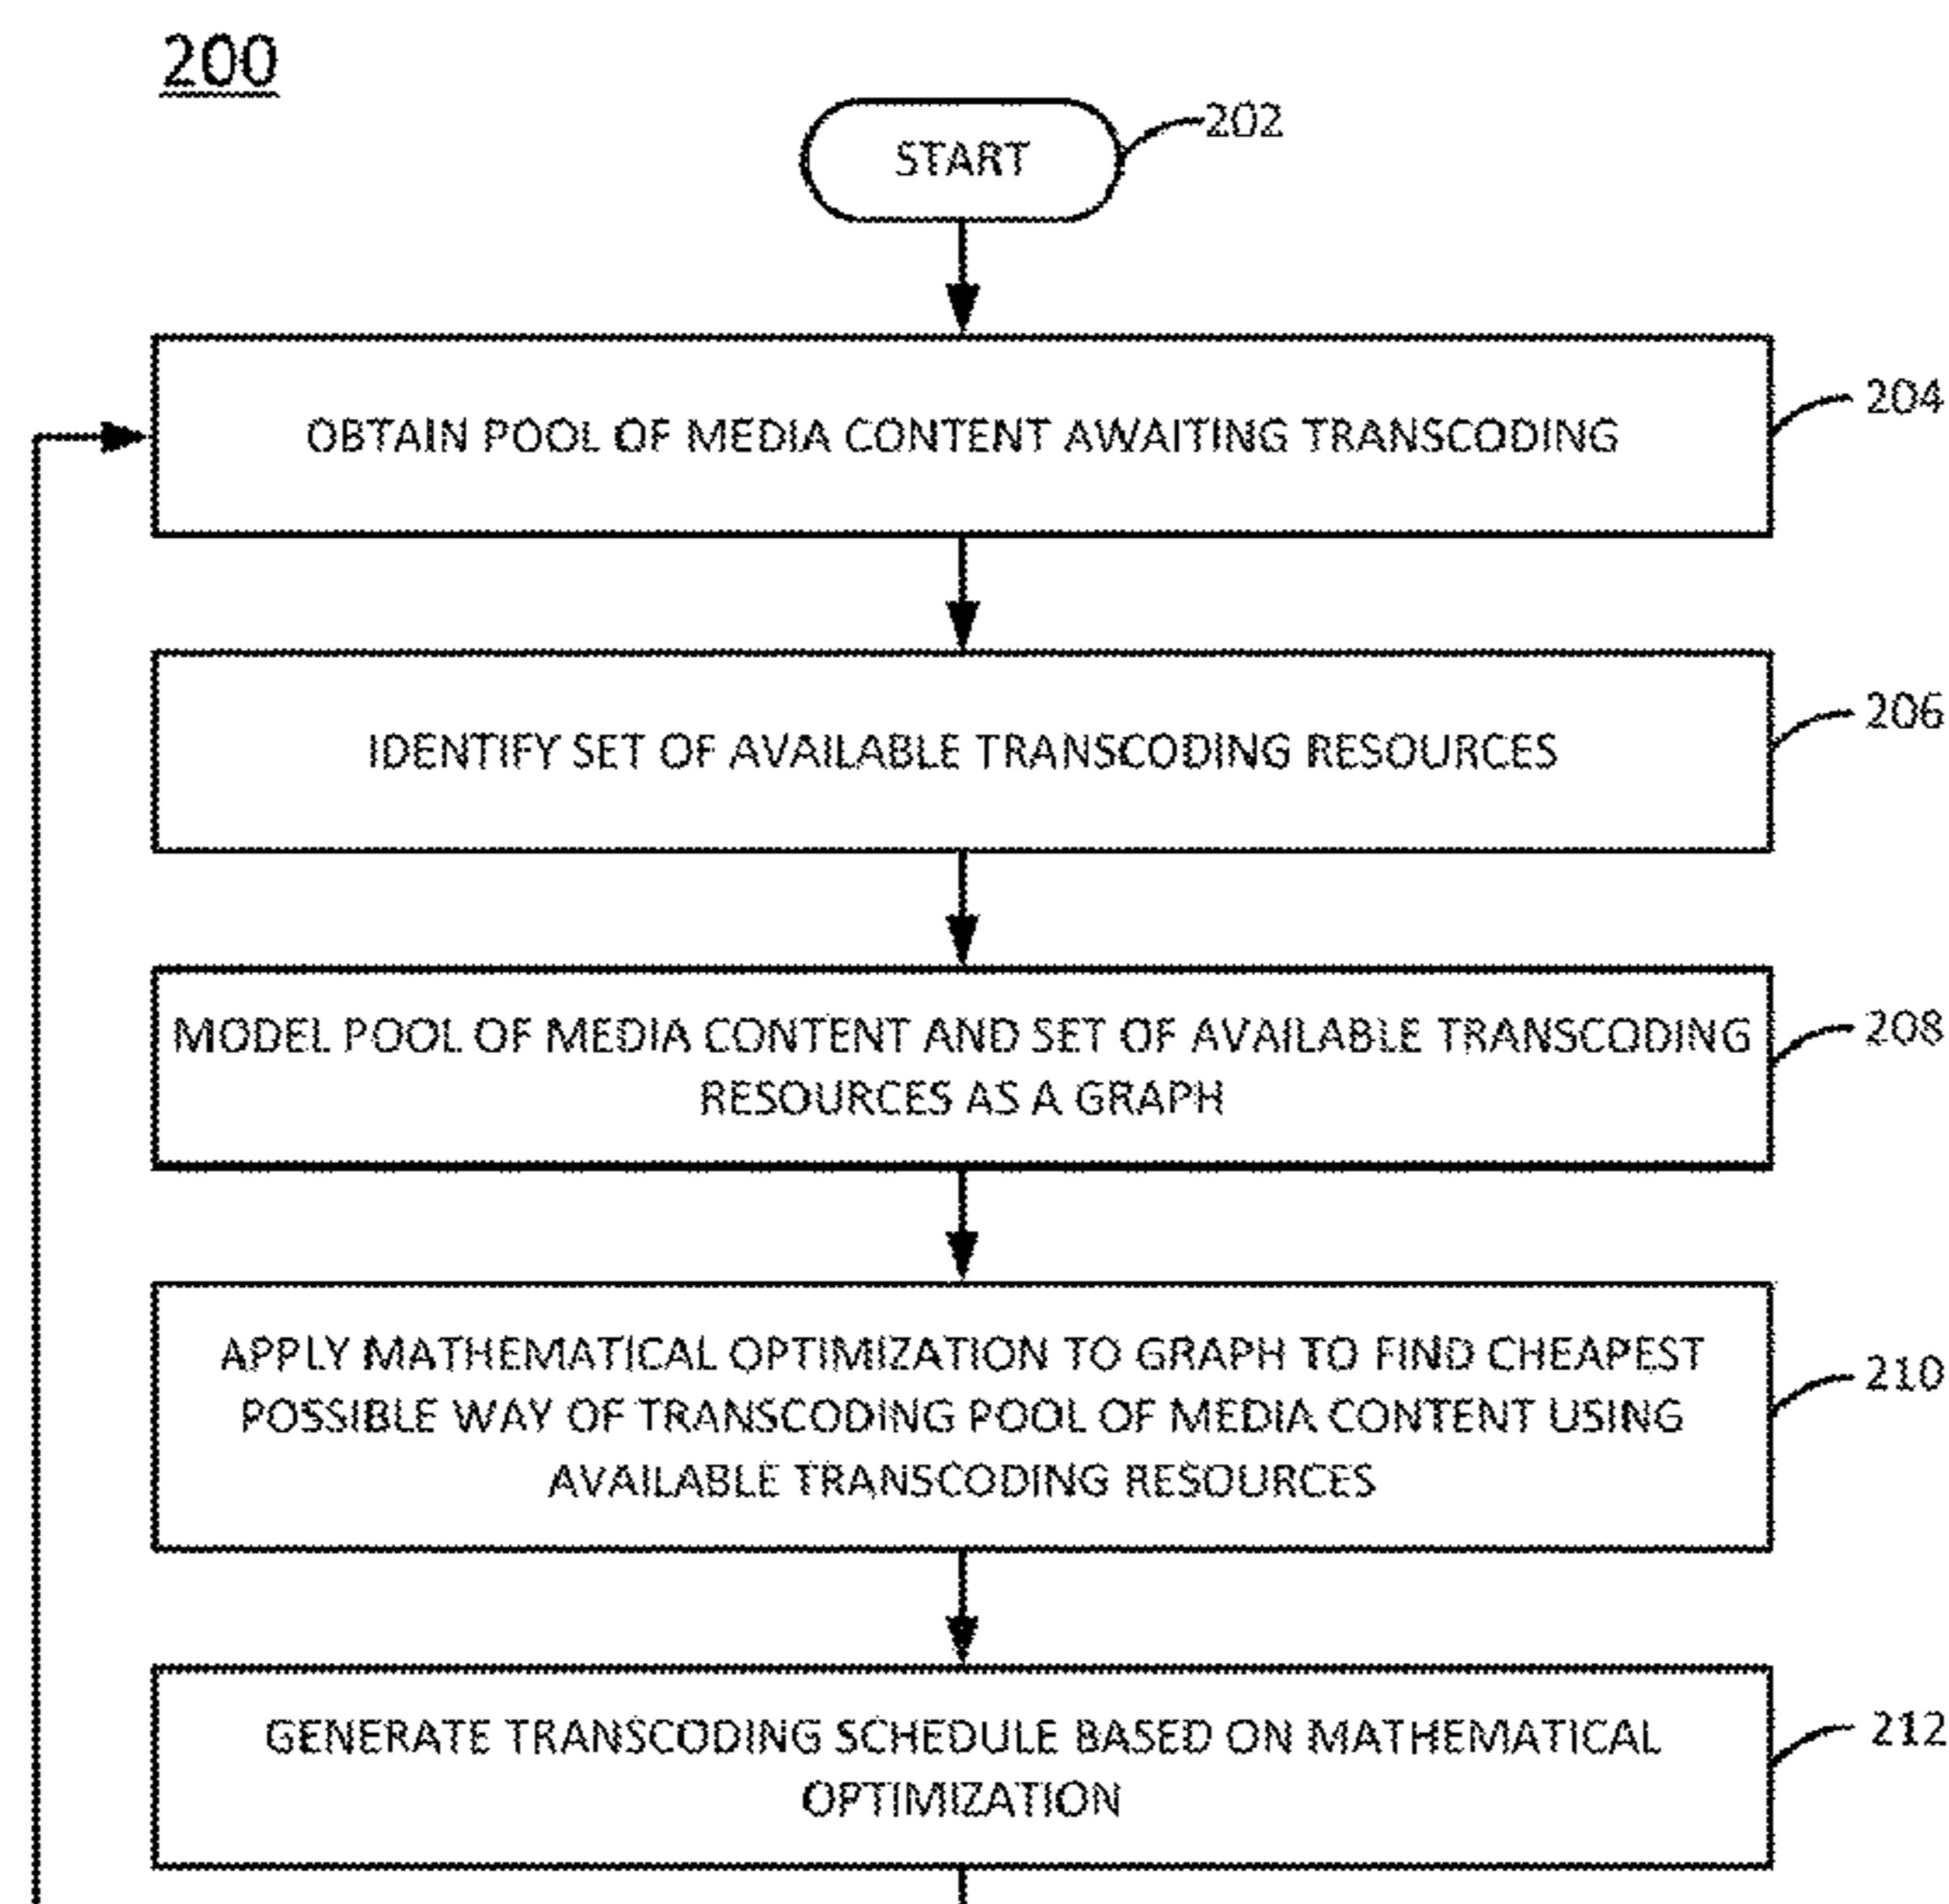 200
START
202
OBTAIN POOL OF MEDIA CONTENT AWAITING TRANSCODING
204
IDENTIFY SET OF AVAILABLE TRANSCODING RESOURCES
206
MODEL POOL OF MEDIA CONTENT AND SET OF AVAILABLE TRANSCODING
RESOURCES AS A GRAPH
208
APPLY MATHEMATICAL OPTIMIZATION TO GRAPH TO FIND CHEAPEST
POSSIBLE WAY OF TRANSCODING POOL OF MEDIA CONTENT USING
AVAILABLE TRANSCODING RESOURCES
210
GENERATE TRANSCODING SCHEDULE BASED ON MATHEMATICAL
OPTIMIZATION
212